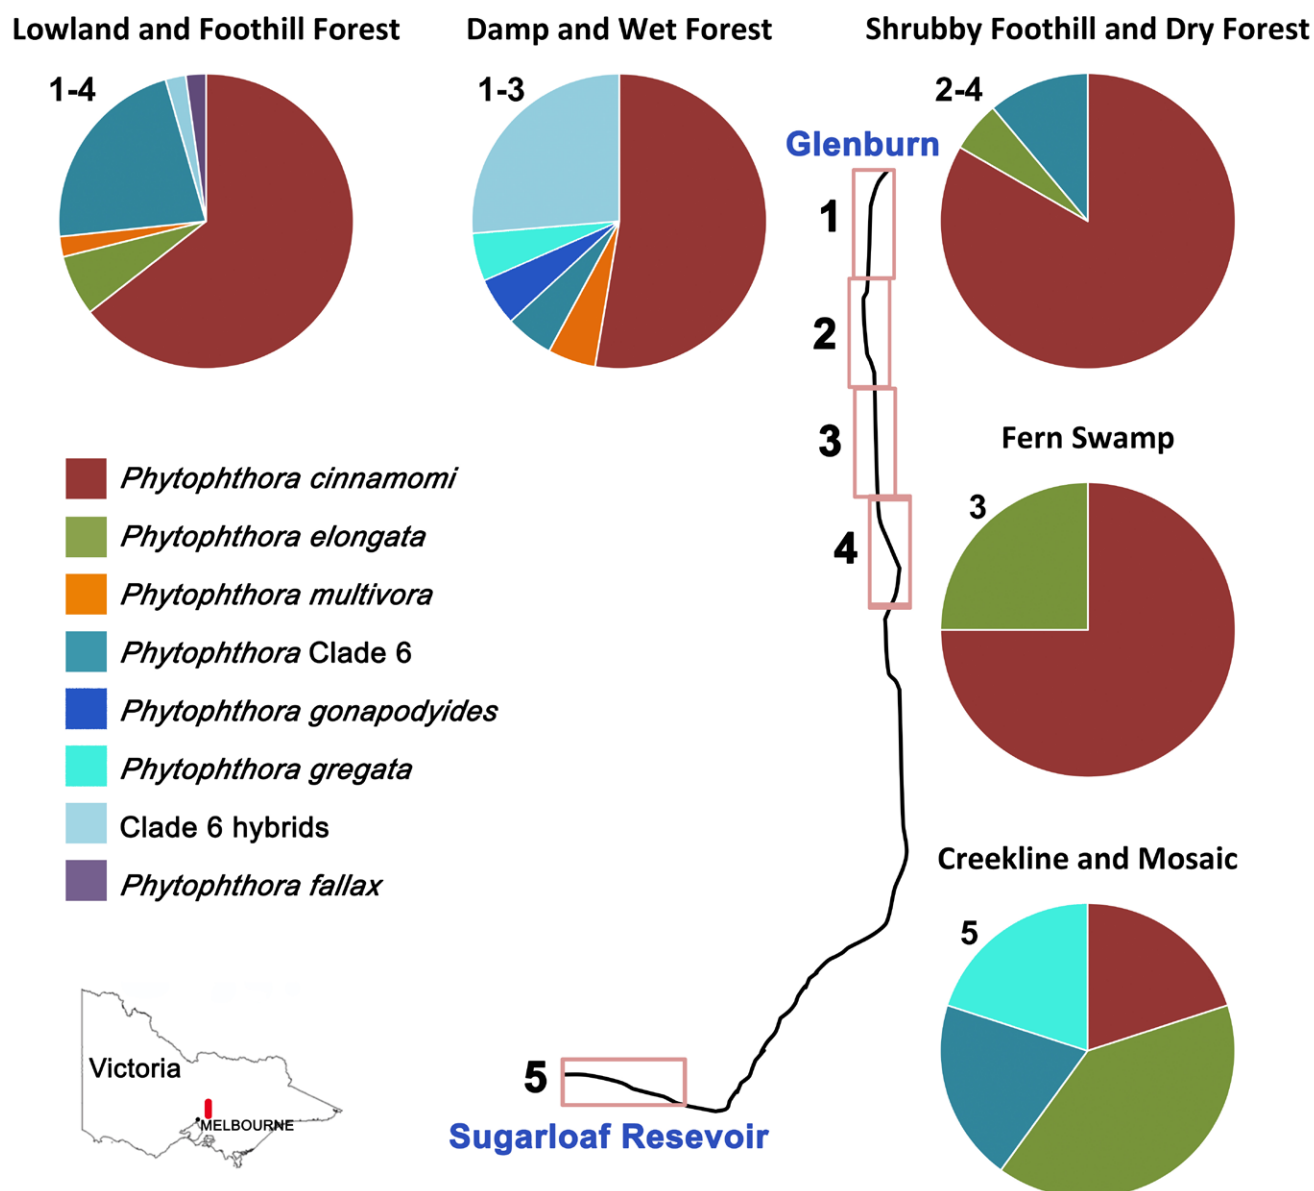 Lowland and Foothill Forest
1-4
Damp and Wet Forest
1-3
Shrubby Foothill and Dry Forest
2-4
Glenburn
1
2
3
4
5
Sugarloaf Resevoir
Fern Swamp
3
Creekline and Mosaic
5
Phytophthora cinnamomi
Phytophthora elongata
Phytophthora multivora
Phytophthora Clade 6
Phytophthora gonapodyides
Phytophthora gregata
Clade 6 hybrids
Phytophthora fallax
Victoria
MELBOURNE